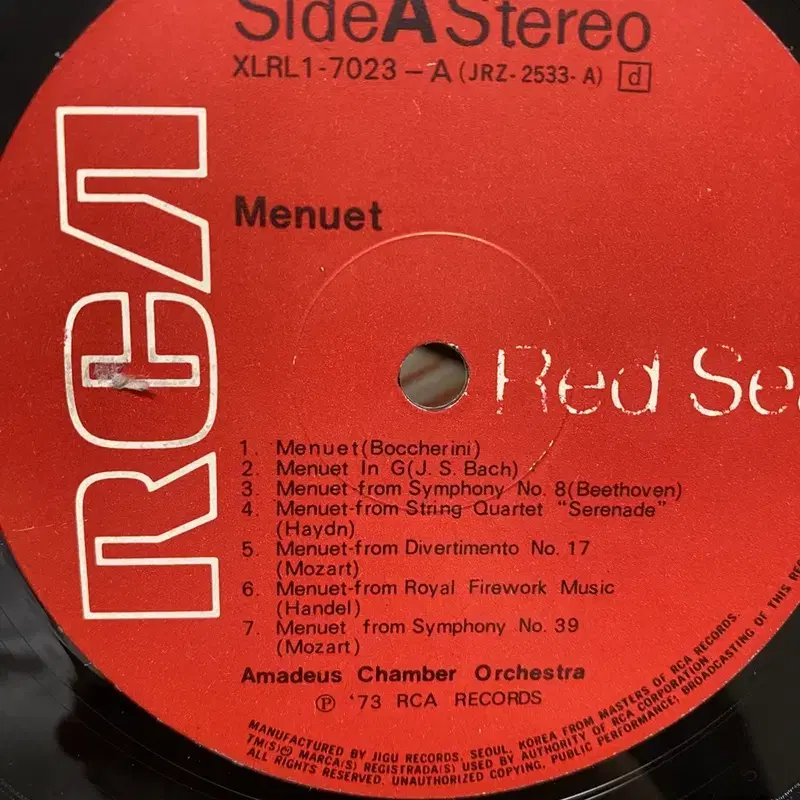 Side A Stereo
XLRL1-7023-A (JRZ-2533-A) d
Menuet
RCA
Red Sea
1. Menuet (Boccherini)
2. Menuet In G (J. S. Bach)
3. Menuet-from Symphony No. 8 (Beethoven)
4. Menuet-from String Quartet "Serenade"
(Haydn)
5. Menuet-from Divertimento No. 17
(Mozart)
6. Menuet-from Royal Firework Music
(Handel)
7. Menuet from Symphony No. 39
(Mozart)
Amadeus Chamber Orchestra
℗ '73 RCA RECORDS
MANUFACTURED BY JIGU RECORDS, SEOUL, KOREA FROM MASTERS OF RCA RECORDS.
TM(S)® MARCA(S) REGISTRADA(S) USED BY AUTHORITY OF RCA CORPORATION.
ALL RIGHTS RESERVED. UNAUTHORIZED COPYING, PUBLIC PERFORMANCE, BROADCASTING OF THIS REC